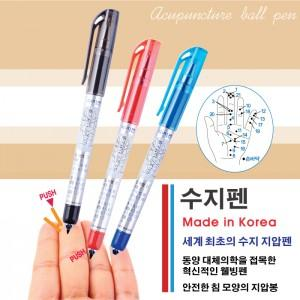 Acupuncture ball pen
PUSH
PUSH
수지펜
Made in Korea
세계 최초의 수지 지압펜
동양 대체의학을 접목한
혁신적인 웰빙펜
안전한 침 모양의 지압봉